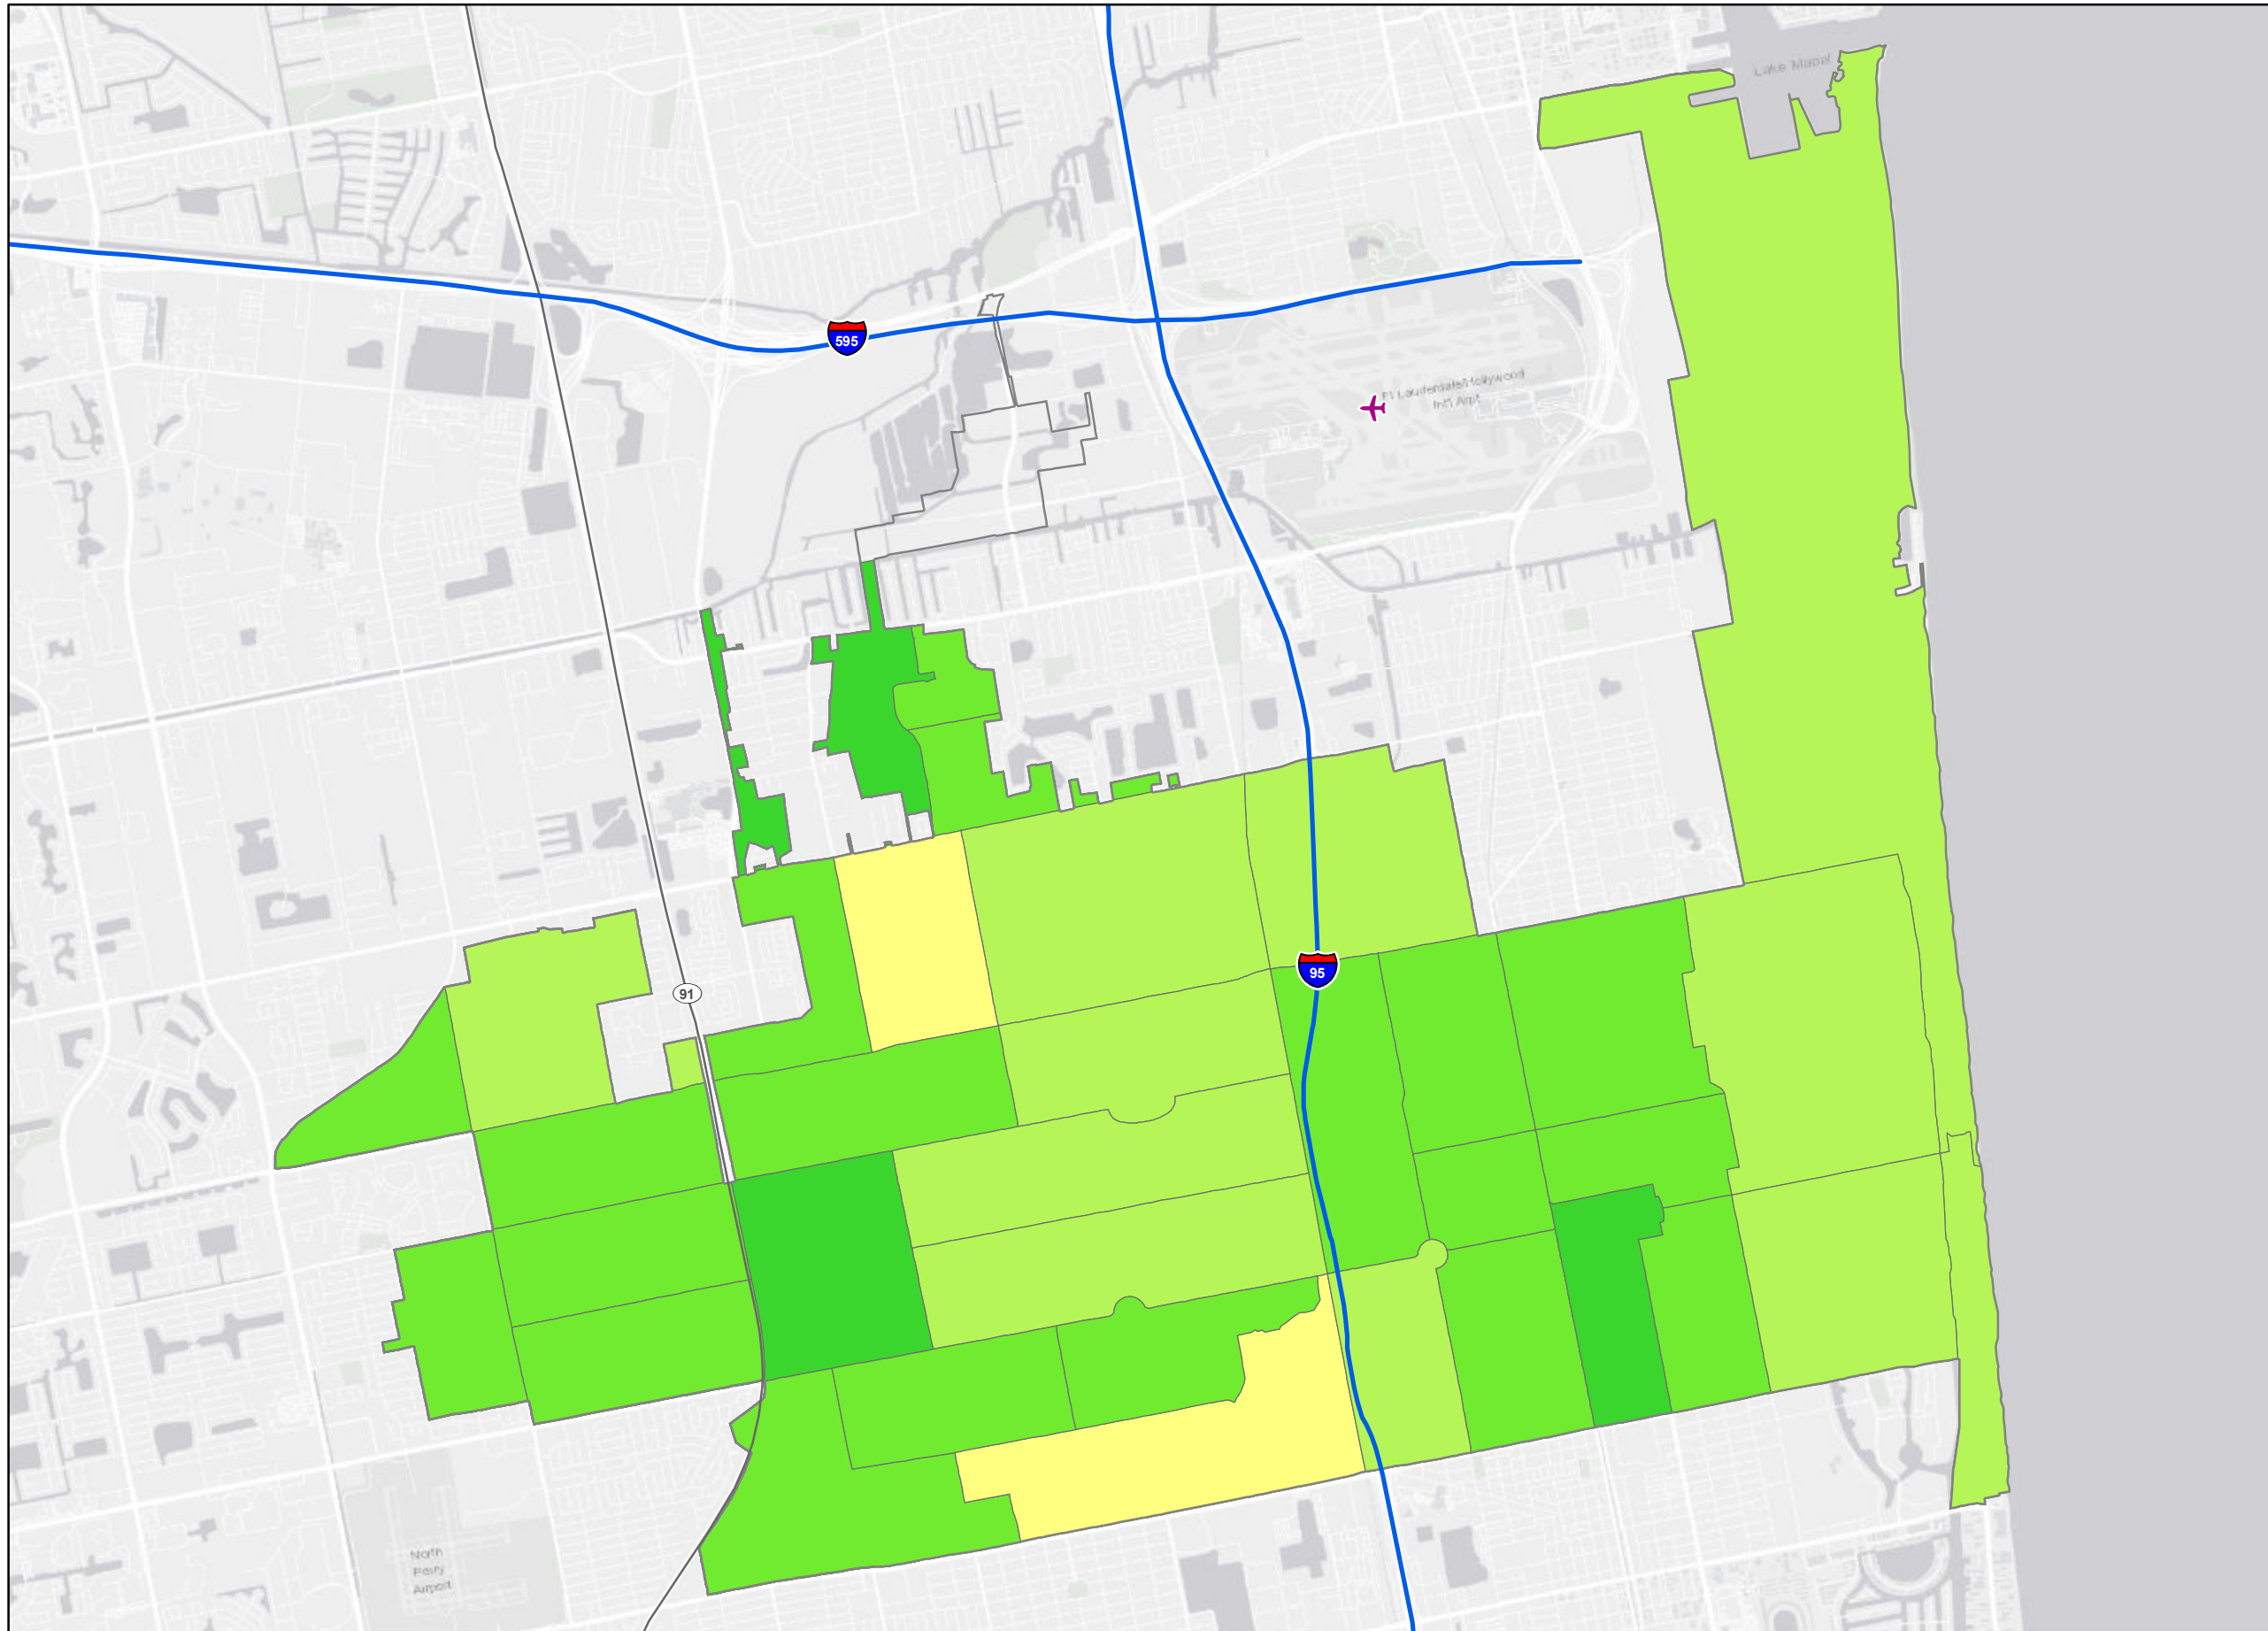 Lake Mabel
595
Ft Lauderdale/Hollywood
Int'l Arpt
95
91
North
Perry
Airport